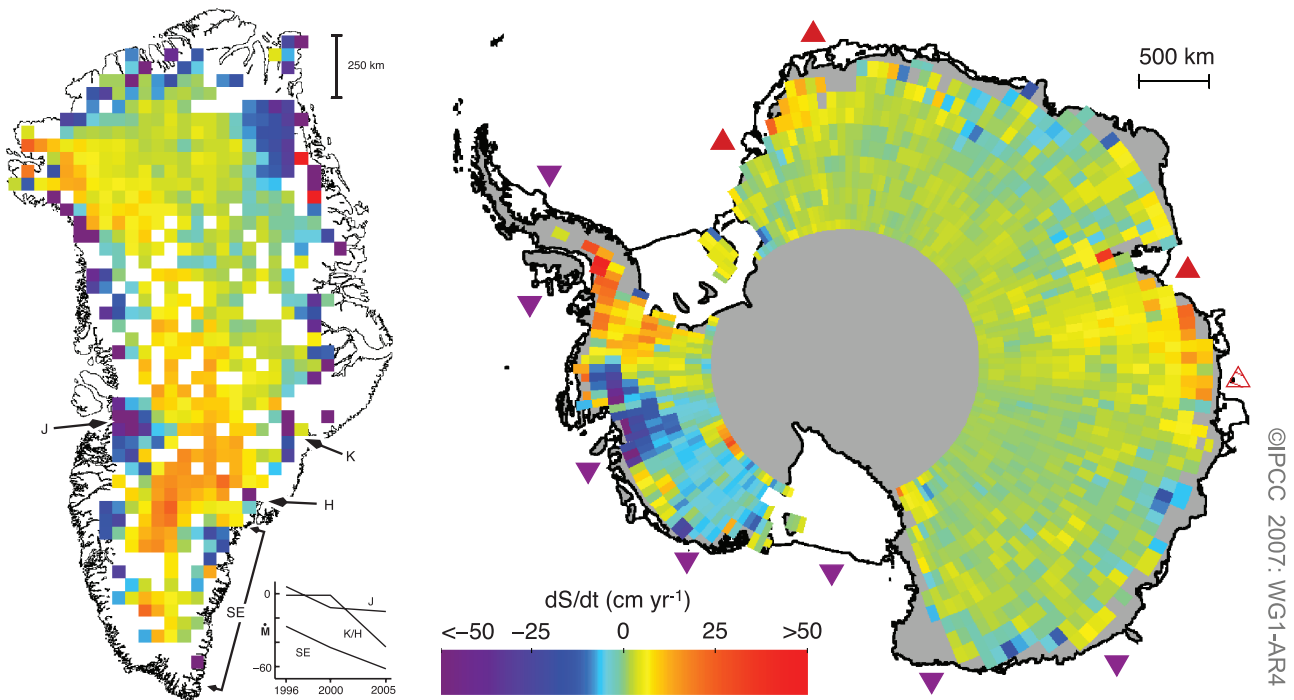 250 km
500 km
J
K
H
SE
0
Ṁ
−60
J
K/H
SE
1996 2000 2005
dS/dt (cm yr-1)
<−50 −25 0 25 >50
©IPCC 2007: WG1-AR4